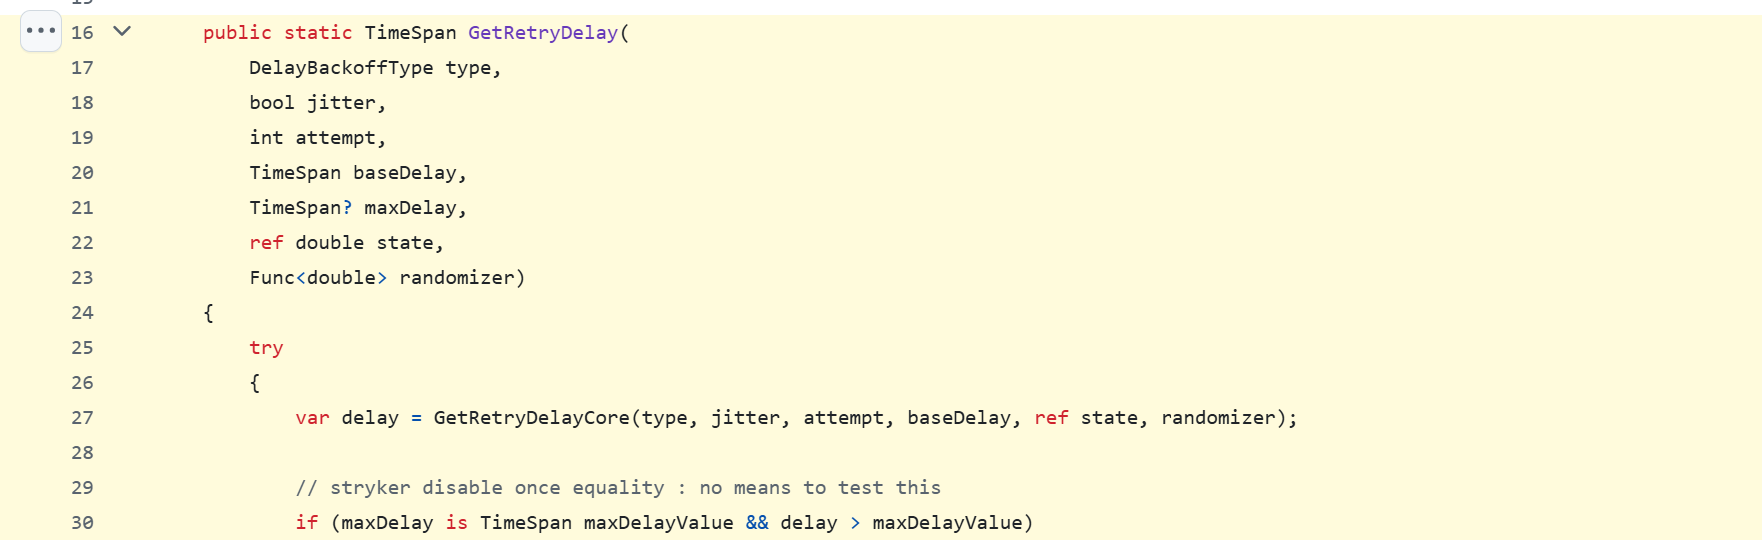 16 public static TimeSpan GetRetryDelay(
17 DelayBackoffType type,
18 bool jitter,
19 int attempt,
20 TimeSpan baseDelay,
21 TimeSpan? maxDelay,
22 ref double state,
23 Func<double> randomizer)
24 {
25 try
26 {
27 var delay = GetRetryDelayCore(type, jitter, attempt, baseDelay, ref state, randomizer);
28
29 // stryker disable once equality : no means to test this
30 if (maxDelay is TimeSpan maxDelayValue && delay > maxDelayValue)